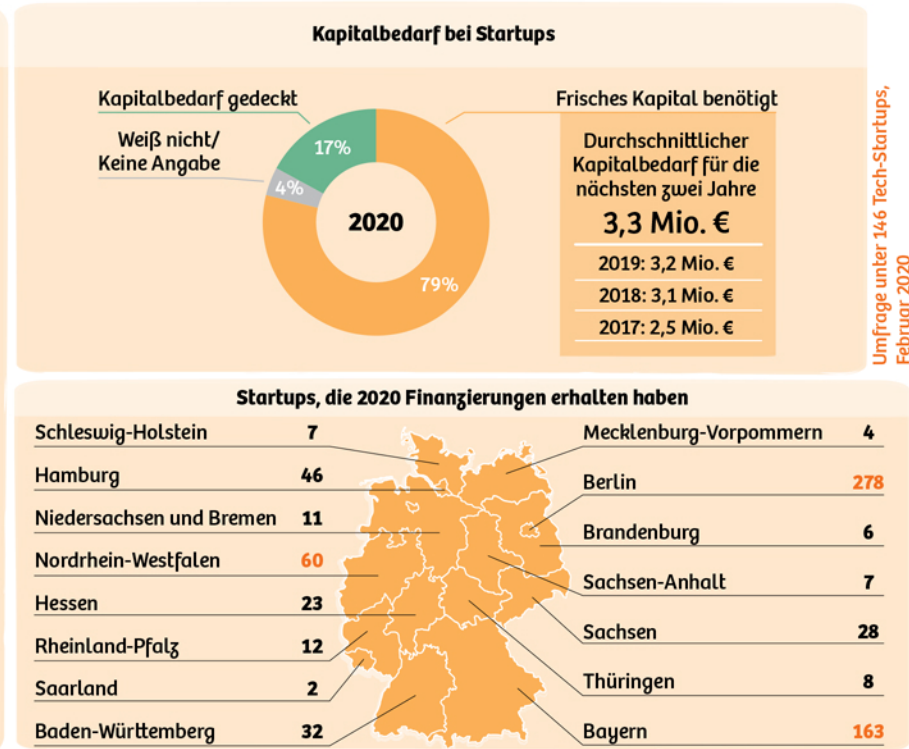 Kapitalbedarf bei Startups
Kapitalbedarf gedeckt
Weiß nicht/
Keine Angabe
17%
4%
2020
79%
Frisches Kapital benötigt
Durchschnittlicher
Kapitalbedarf für die
nächsten zwei Jahre
3,3 Mio. €
2019: 3,2 Mio. €
2018: 3,1 Mio. €
2017: 2,5 Mio. €
Umfrage unter 146 Tech-Startups,
Februar 2020
Startups, die 2020 Finanzierungen erhalten haben
Schleswig-Holstein 7
Hamburg 46
Niedersachsen und Bremen 11
Nordrhein-Westfalen 60
Hessen 23
Rheinland-Pfalz 12
Saarland 2
Baden-Württemberg 32
Mecklenburg-Vorpommern 4
Berlin 278
Brandenburg 6
Sachsen-Anhalt 7
Sachsen 28
Thüringen 8
Bayern 163